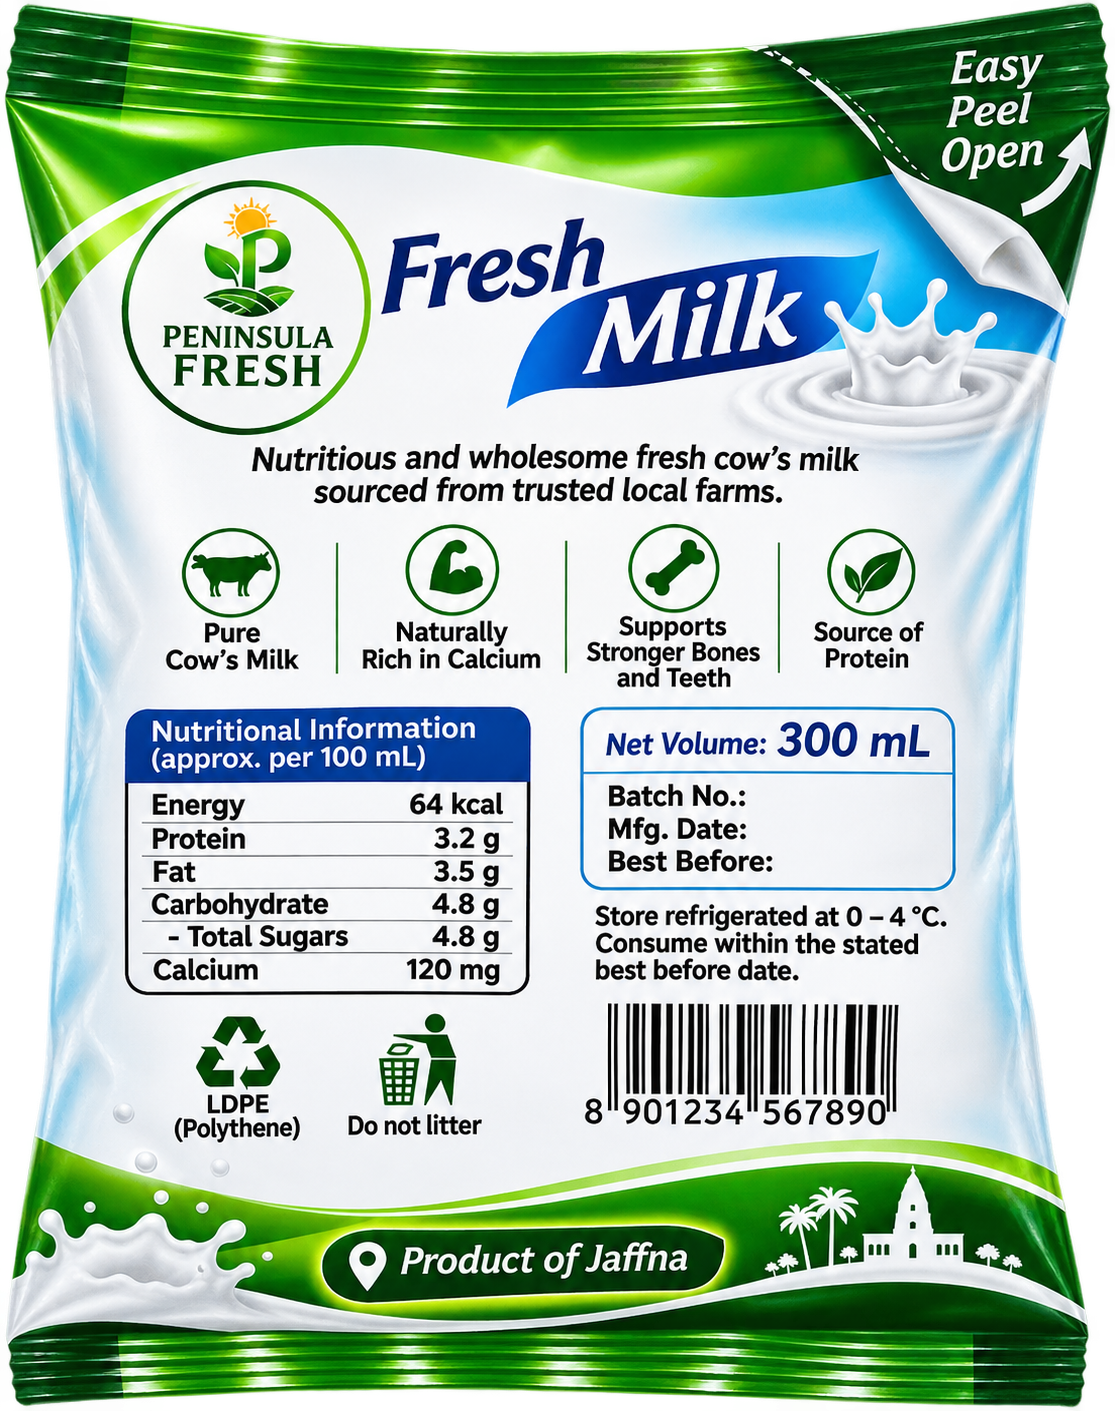 Easy
Peel
Open
P
PENINSULA
FRESH
Fresh
Milk
Nutritious and wholesome fresh cow's milk
sourced from trusted local farms.
Pure
Cow's Milk
Naturally
Rich in Calcium
Supports
Stronger Bones
and Teeth
Source of
Protein
Nutritional Information
(approx. per 100 mL)
Energy 64 kcal
Protein 3.2 g
Fat 3.5 g
Carbohydrate 4.8 g
- Total Sugars 4.8 g
Calcium 120 mg
Net Volume: 300 mL
Batch No.:
Mfg. Date:
Best Before:
Store refrigerated at 0 – 4 °C.
Consume within the stated
best before date.
LDPE
(Polythene)
Do not litter
8 901234 567890
Product of Jaffna